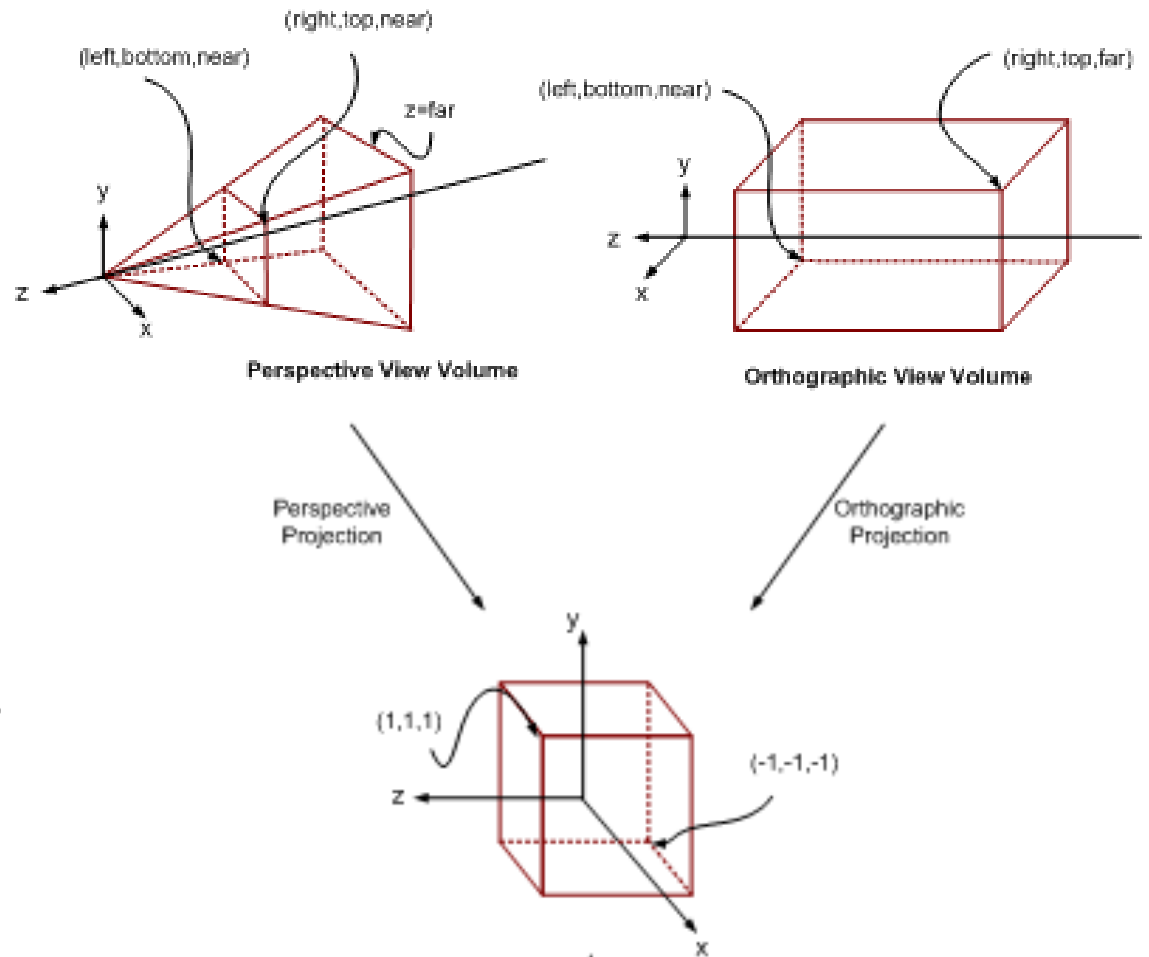 (right,top,near)
(left,bottom,near)
z=far
y
z
x
Perspective View Volume
(right,top,far)
(left,bottom,near)
y
z
x
Orthographic View Volume
Perspective
Projection
Orthographic
Projection
y
(1,1,1)
(-1,-1,-1)
z
x